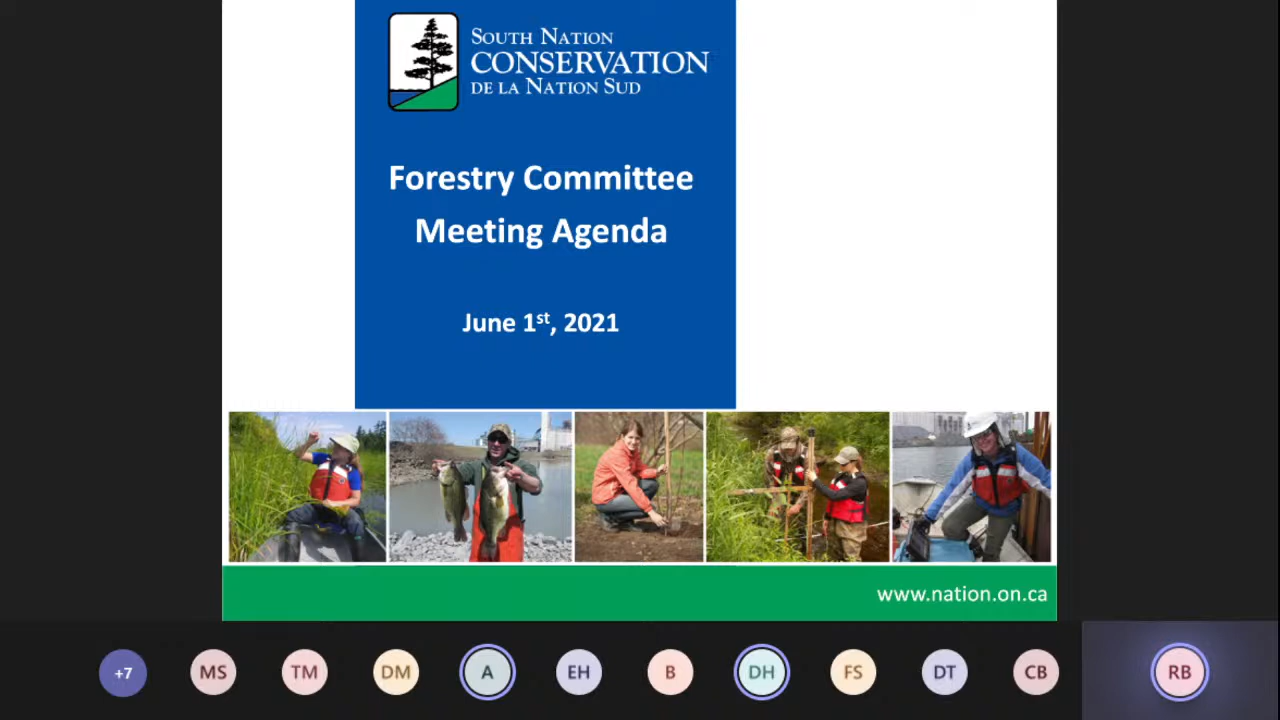 SOUTH NATION
CONSERVATION
DE LA NATION SUD
Forestry Committee
Meeting Agenda
June 1st, 2021
www.nation.on.ca
+7
MS
TM
DM
A
EH
B
DH
FS
DT
CB
RB